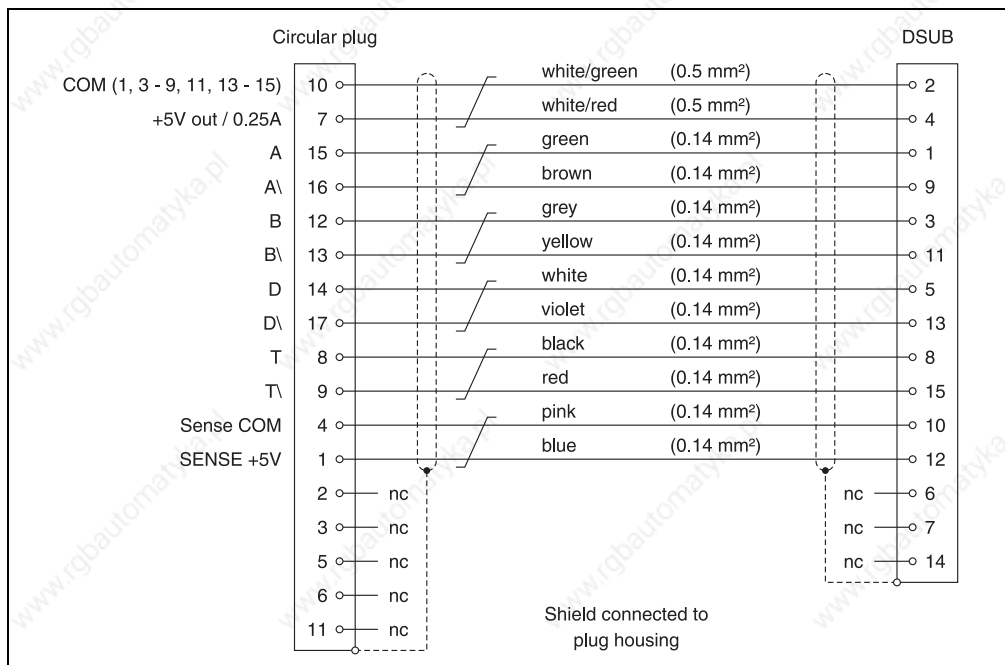 Circular plug DSUB
COM (1, 3 - 9, 11, 13 - 15) 10 white/green (0.5 mm²) 2
+5V out / 0.25A 7 white/red (0.5 mm²) 4
A 15 green (0.14 mm²) 1
A\ 16 brown (0.14 mm²) 9
B 12 grey (0.14 mm²) 3
B\ 13 yellow (0.14 mm²) 11
D 14 white (0.14 mm²) 5
D\ 17 violet (0.14 mm²) 13
T 8 black (0.14 mm²) 8
T\ 9 red (0.14 mm²) 15
Sense COM 4 pink (0.14 mm²) 10
SENSE +5V 1 blue (0.14 mm²) 12
2 nc nc 6
3 nc nc 7
5 nc nc 14
6 nc
11 nc
Shield connected to
plug housing
www.rgbautomatyka.pl